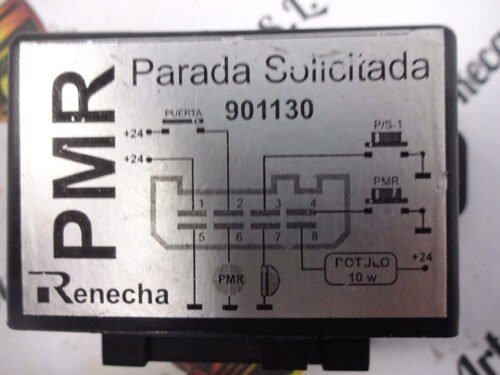 PMR
Parada Solicitada
901130
PUERTA
+24
+24
P/S-1
PMR
1 2 3 4
5 6 7 8
PMR
ROTULO
10 w
+24
Renecha